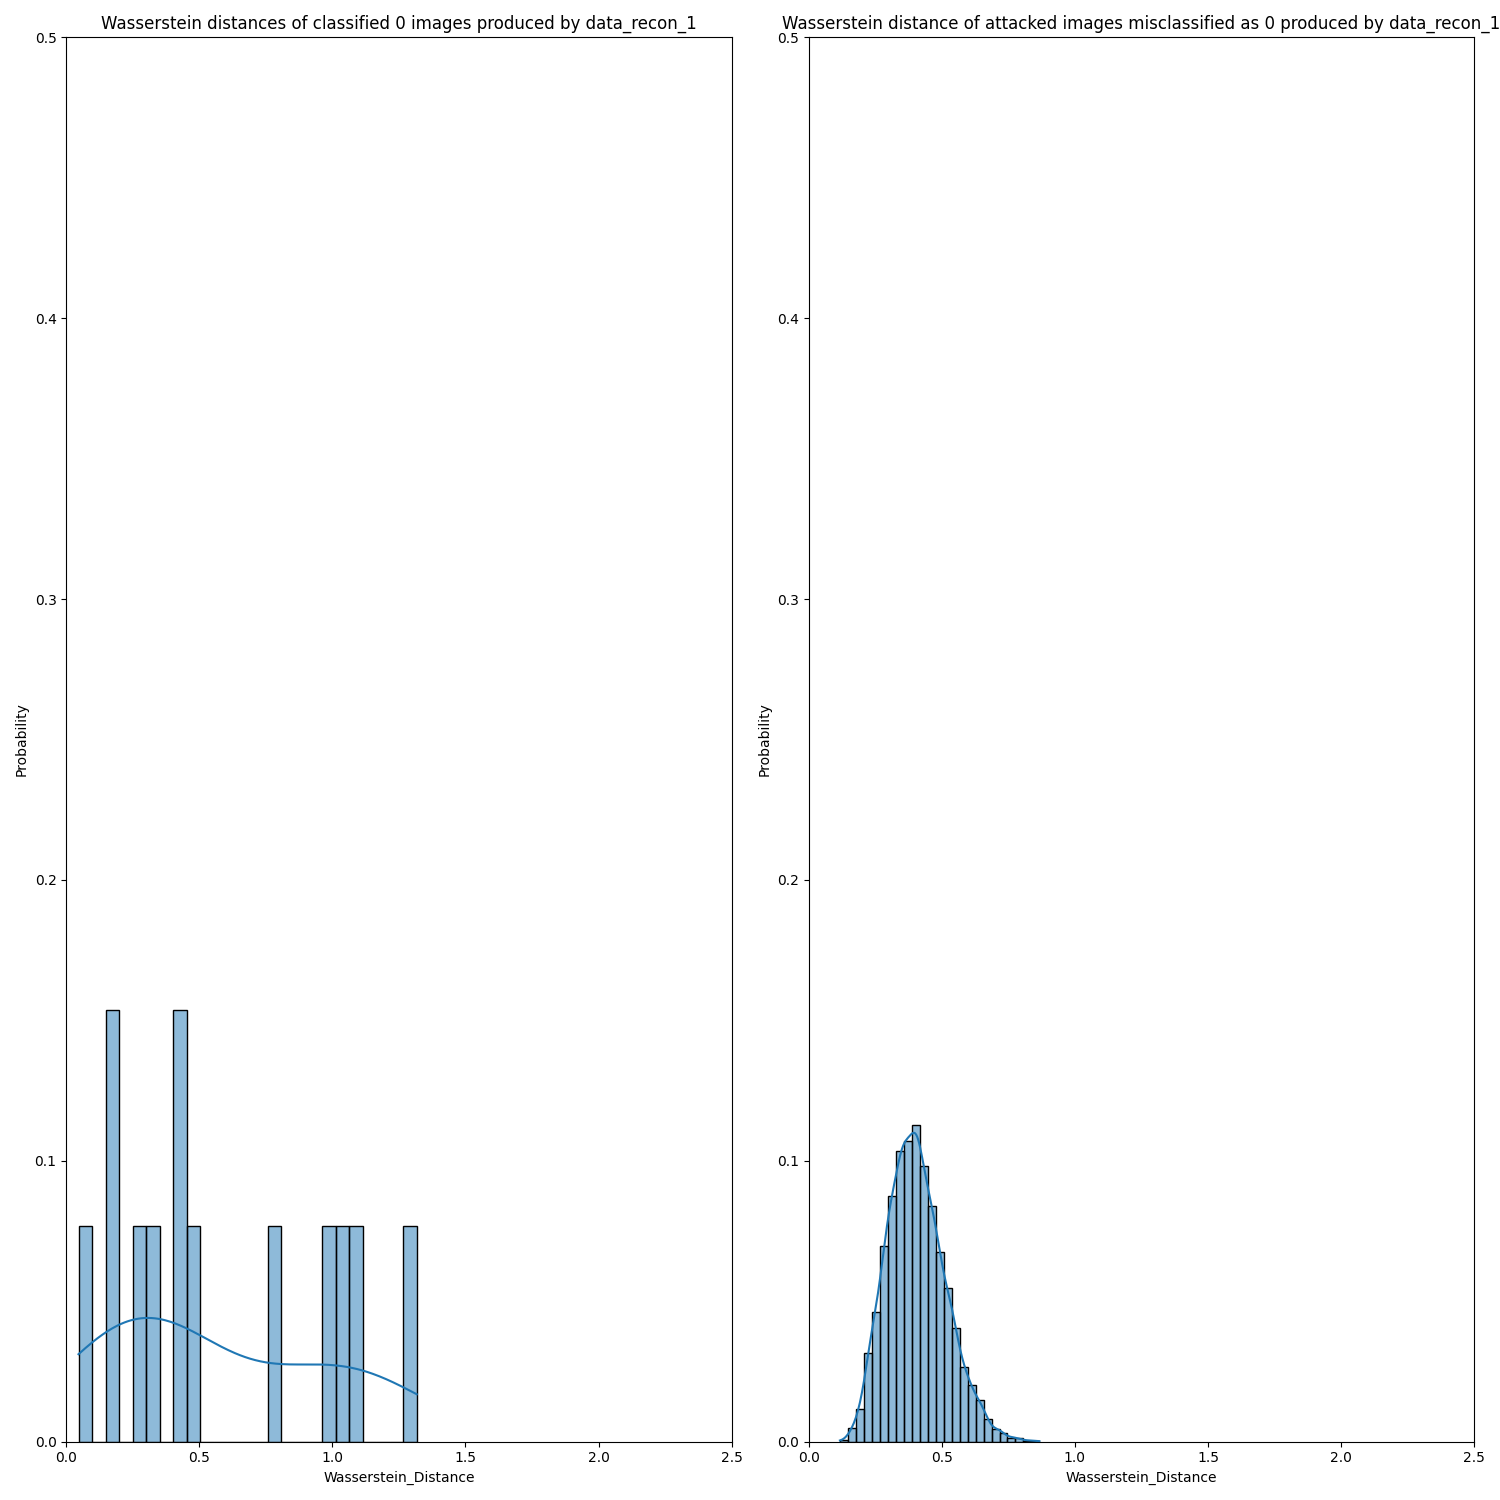 Wasserstein distances of classified 0 images produced by data_recon_1
0.5
0.4
0.3
0.2
0.1
0.0
Probability
0.0 0.5 1.0 1.5 2.0 2.5
Wasserstein_Distance
Wasserstein distance of attacked images misclassified as 0 produced by data_recon_1
0.5
0.4
0.3
0.2
0.1
0.0
Probability
0.0 0.5 1.0 1.5 2.0 2.5
Wasserstein_Distance